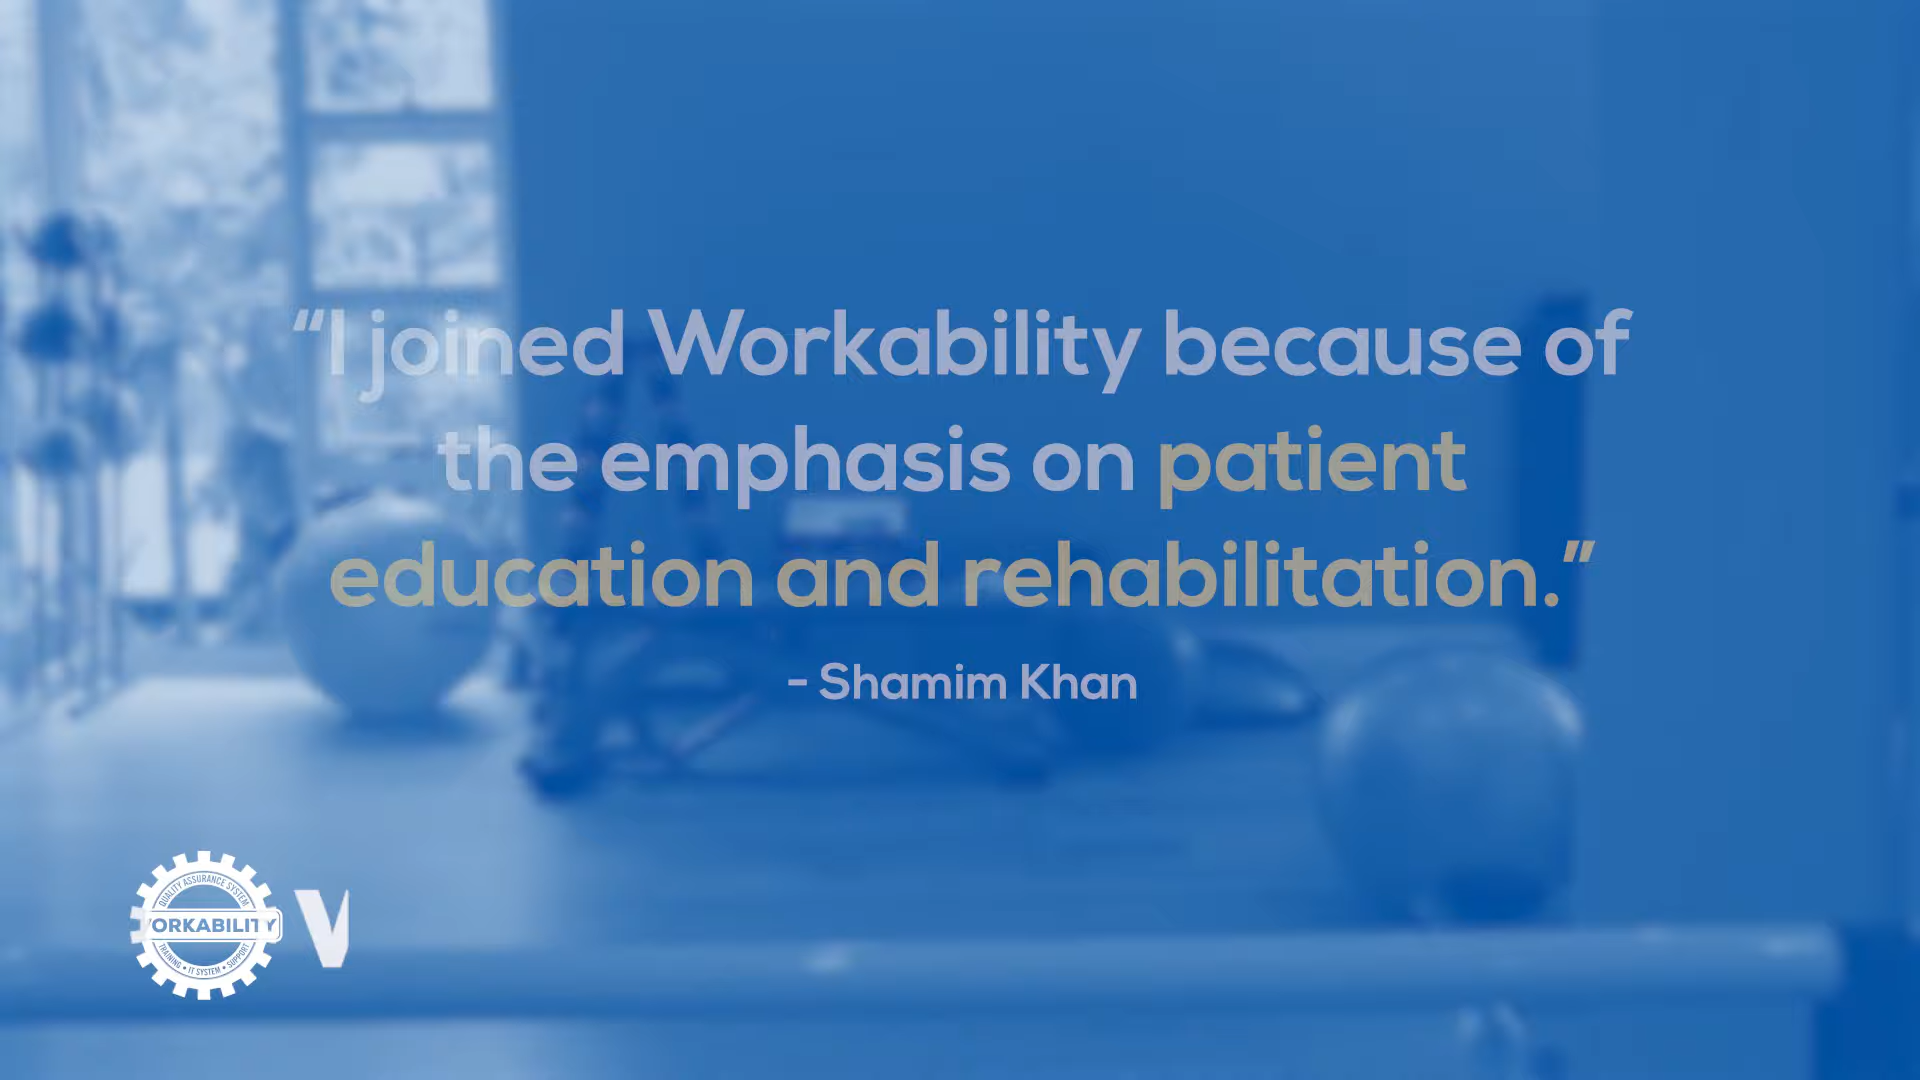 “I joined Workability because of
the emphasis on patient
education and rehabilitation.”
- Shamim Khan
QUALITY ASSURANCE SYSTEM
ORKABILITY
TRAINING • IT SYSTEM • SUPPORT
W